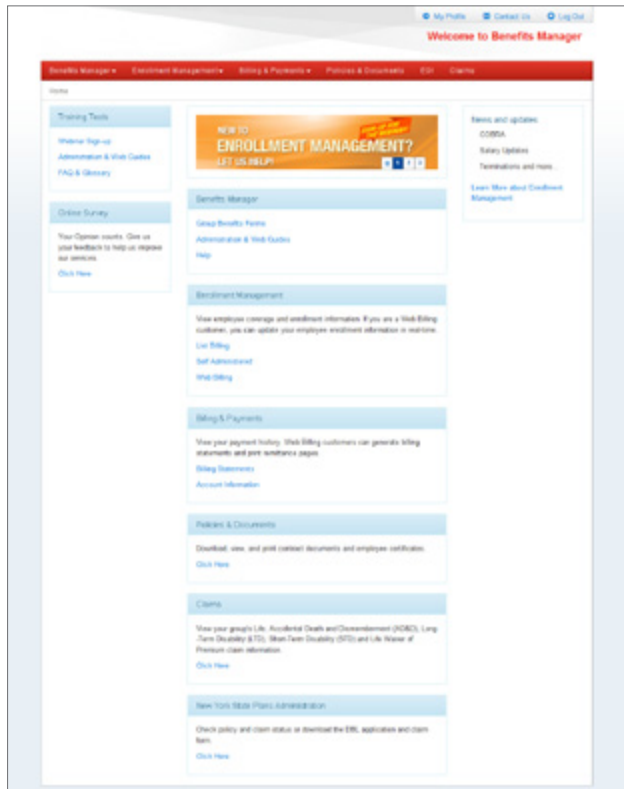 My Profile Contact Us Log Out
Welcome to Benefits Manager
Benefits Manager Enrollment Management Billing & Payments Policies & Documents EOI Claims
Home
Training Tools
Webinar Sign-up
Administration & Web Guides
FAQ & Glossary
Online Survey
Your Opinion counts. Give us
your feedback to help us improve
our services.
Click Here
NEW TO
SIGN UP FOR
THE WEBINAR!
ENROLLMENT MANAGEMENT?
LET US HELP!
Benefits Manager
Group Benefits Forms
Administration & Web Guides
Help
Enrollment Management
View employee coverage and enrollment information. If you are a Web Billing
customer, you can update your employee enrollment information in real-time.
List Billing
Self Administered
Web Billing
Billing & Payments
View your payment history. Web Billing customers can generate billing
statements and print remittance pages.
Billing Statements
Account Information
Policies & Documents
Download, view, and print contract documents and employee certificates.
Click Here
Claims
View your group's Life, Accidental Death and Dismemberment (AD&D), Long
-Term Disability (LTD), Short-Term Disability (STD) and Life Waiver of
Premium claim information.
Click Here
New York State Plans Administration
Check policy and claim status or download the DBL application and claim
form.
Click Here
News and updates
COBRA
Salary Updates
Terminations and more...
Learn More about Enrollment
Management